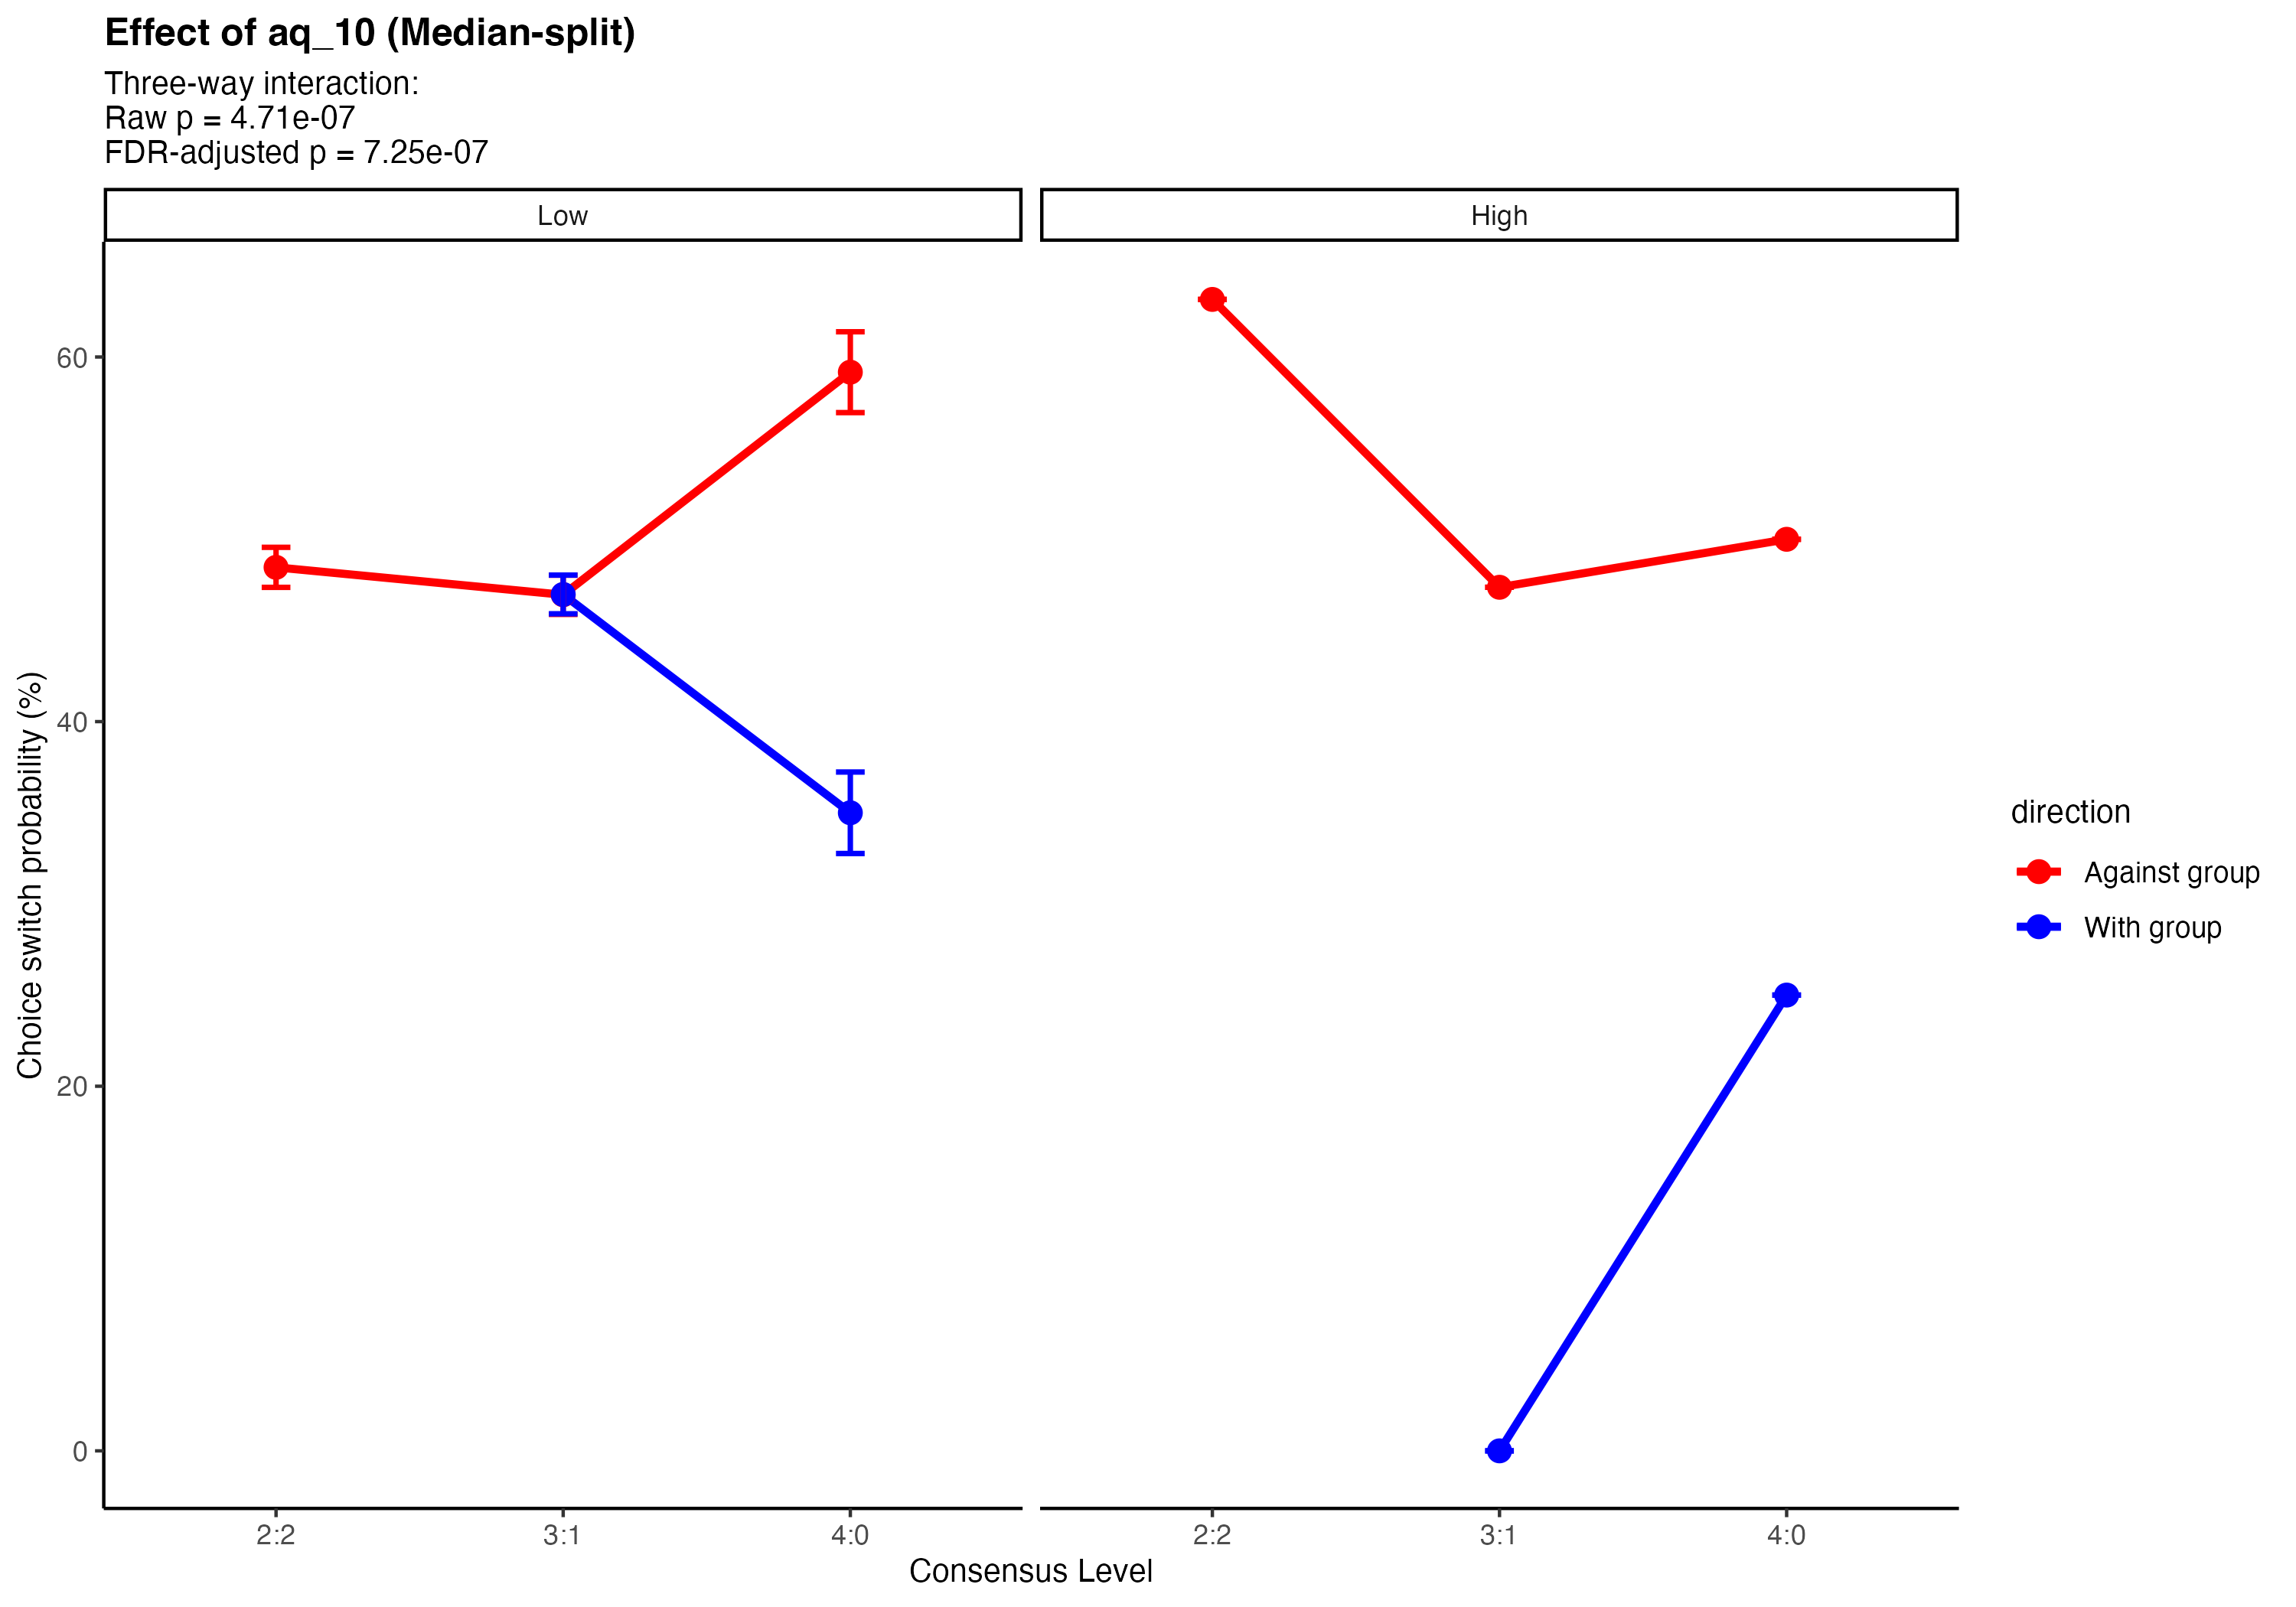 Effect of aq_10 (Median-split)
Three-way interaction:
Raw p = 4.71e-07
FDR-adjusted p = 7.25e-07
Low
High
Choice switch probability (%)
60
40
20
0
2:2
3:1
4:0
2:2
3:1
4:0
Consensus Level
direction
Against group
With group